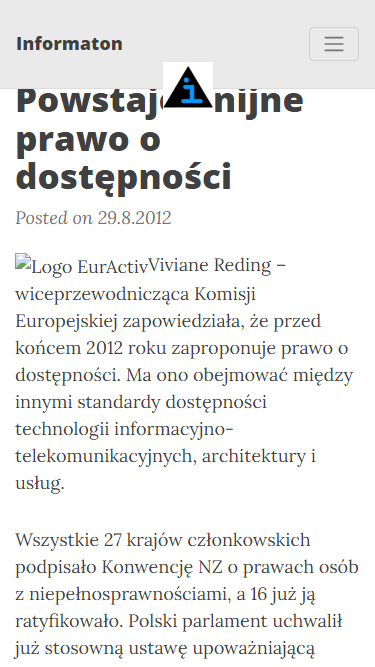 Informaton
Powstaje nijne
prawo o
dostępności
Posted on 29.8.2012
Logo EurActivViviane Reding –
wiceprzewodnicząca Komisji
Europejskiej zapowiedziała, że przed
końcem 2012 roku zaproponuje prawo o
dostępności. Ma ono obejmować między
innymi standardy dostępności
technologii informacyjno-
telekomunikacyjnych, architektury i
usług.
Wszystkie 27 krajów członkowskich
podpisało Konwencję NZ o prawach osób
z niepełnosprawnościami, a 16 już ją
ratyfikowało. Polski parlament uchwalił
już stosowną ustawę upoważniającą